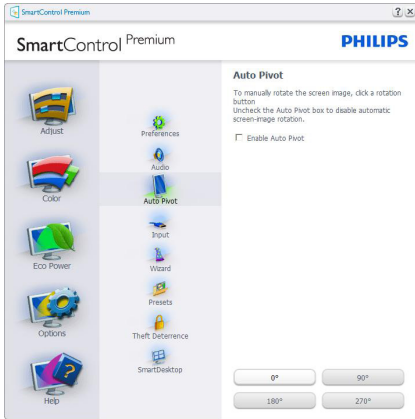 SmartControl Premium
SmartControl Premium
PHILIPS
Adjust
Color
Eco Power
Options
Help
Preferences
Audio
Auto Pivot
Input
Wizard
Presets
Theft Deterrence
SmartDesktop
Auto Pivot
To manually rotate the screen image, click a rotation
button
Uncheck the Auto Pivot box to disable automatic
screen-image rotation.
Enable Auto Pivot
0°
90°
180°
270°